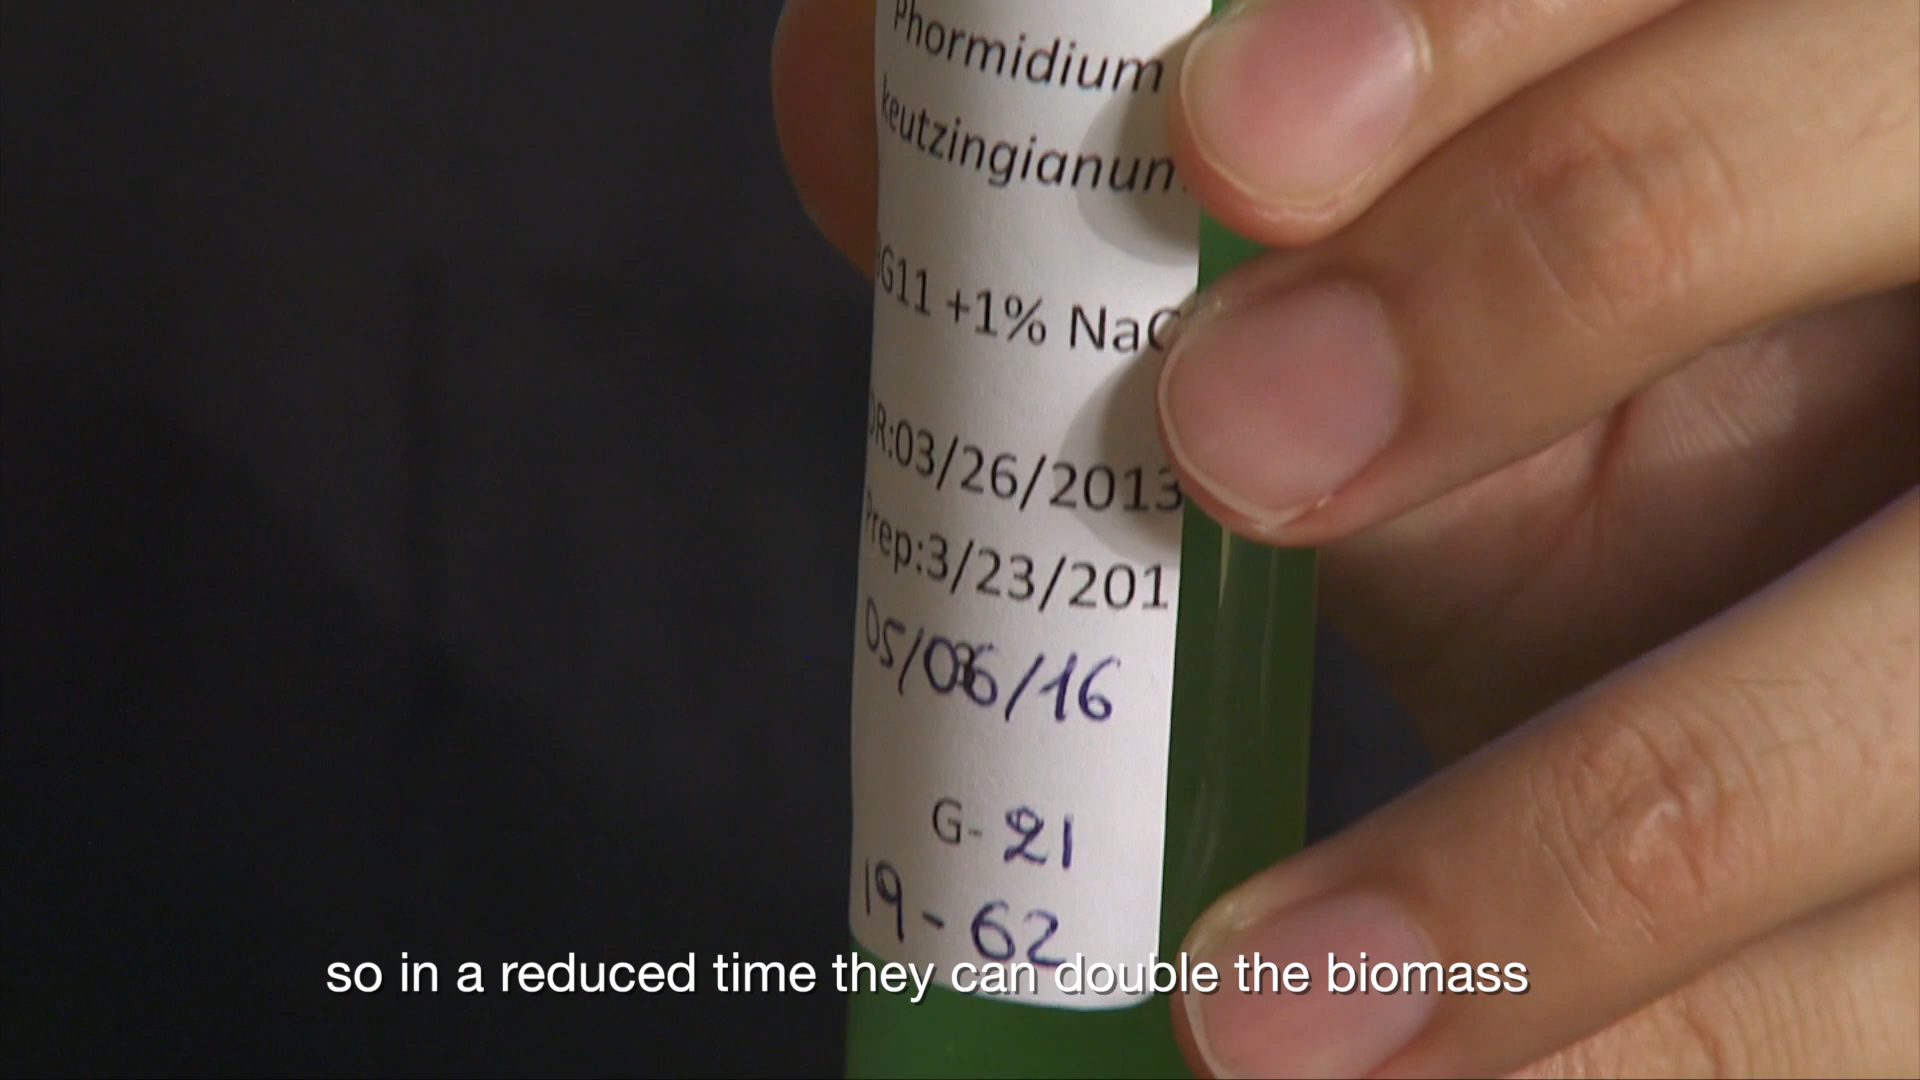 Phormidium
keutzingianum
G11 +1% NaC
DR:03/26/2013
Prep:3/23/201
05/06/16
G-21
19-62
so in a reduced time they can double the biomass